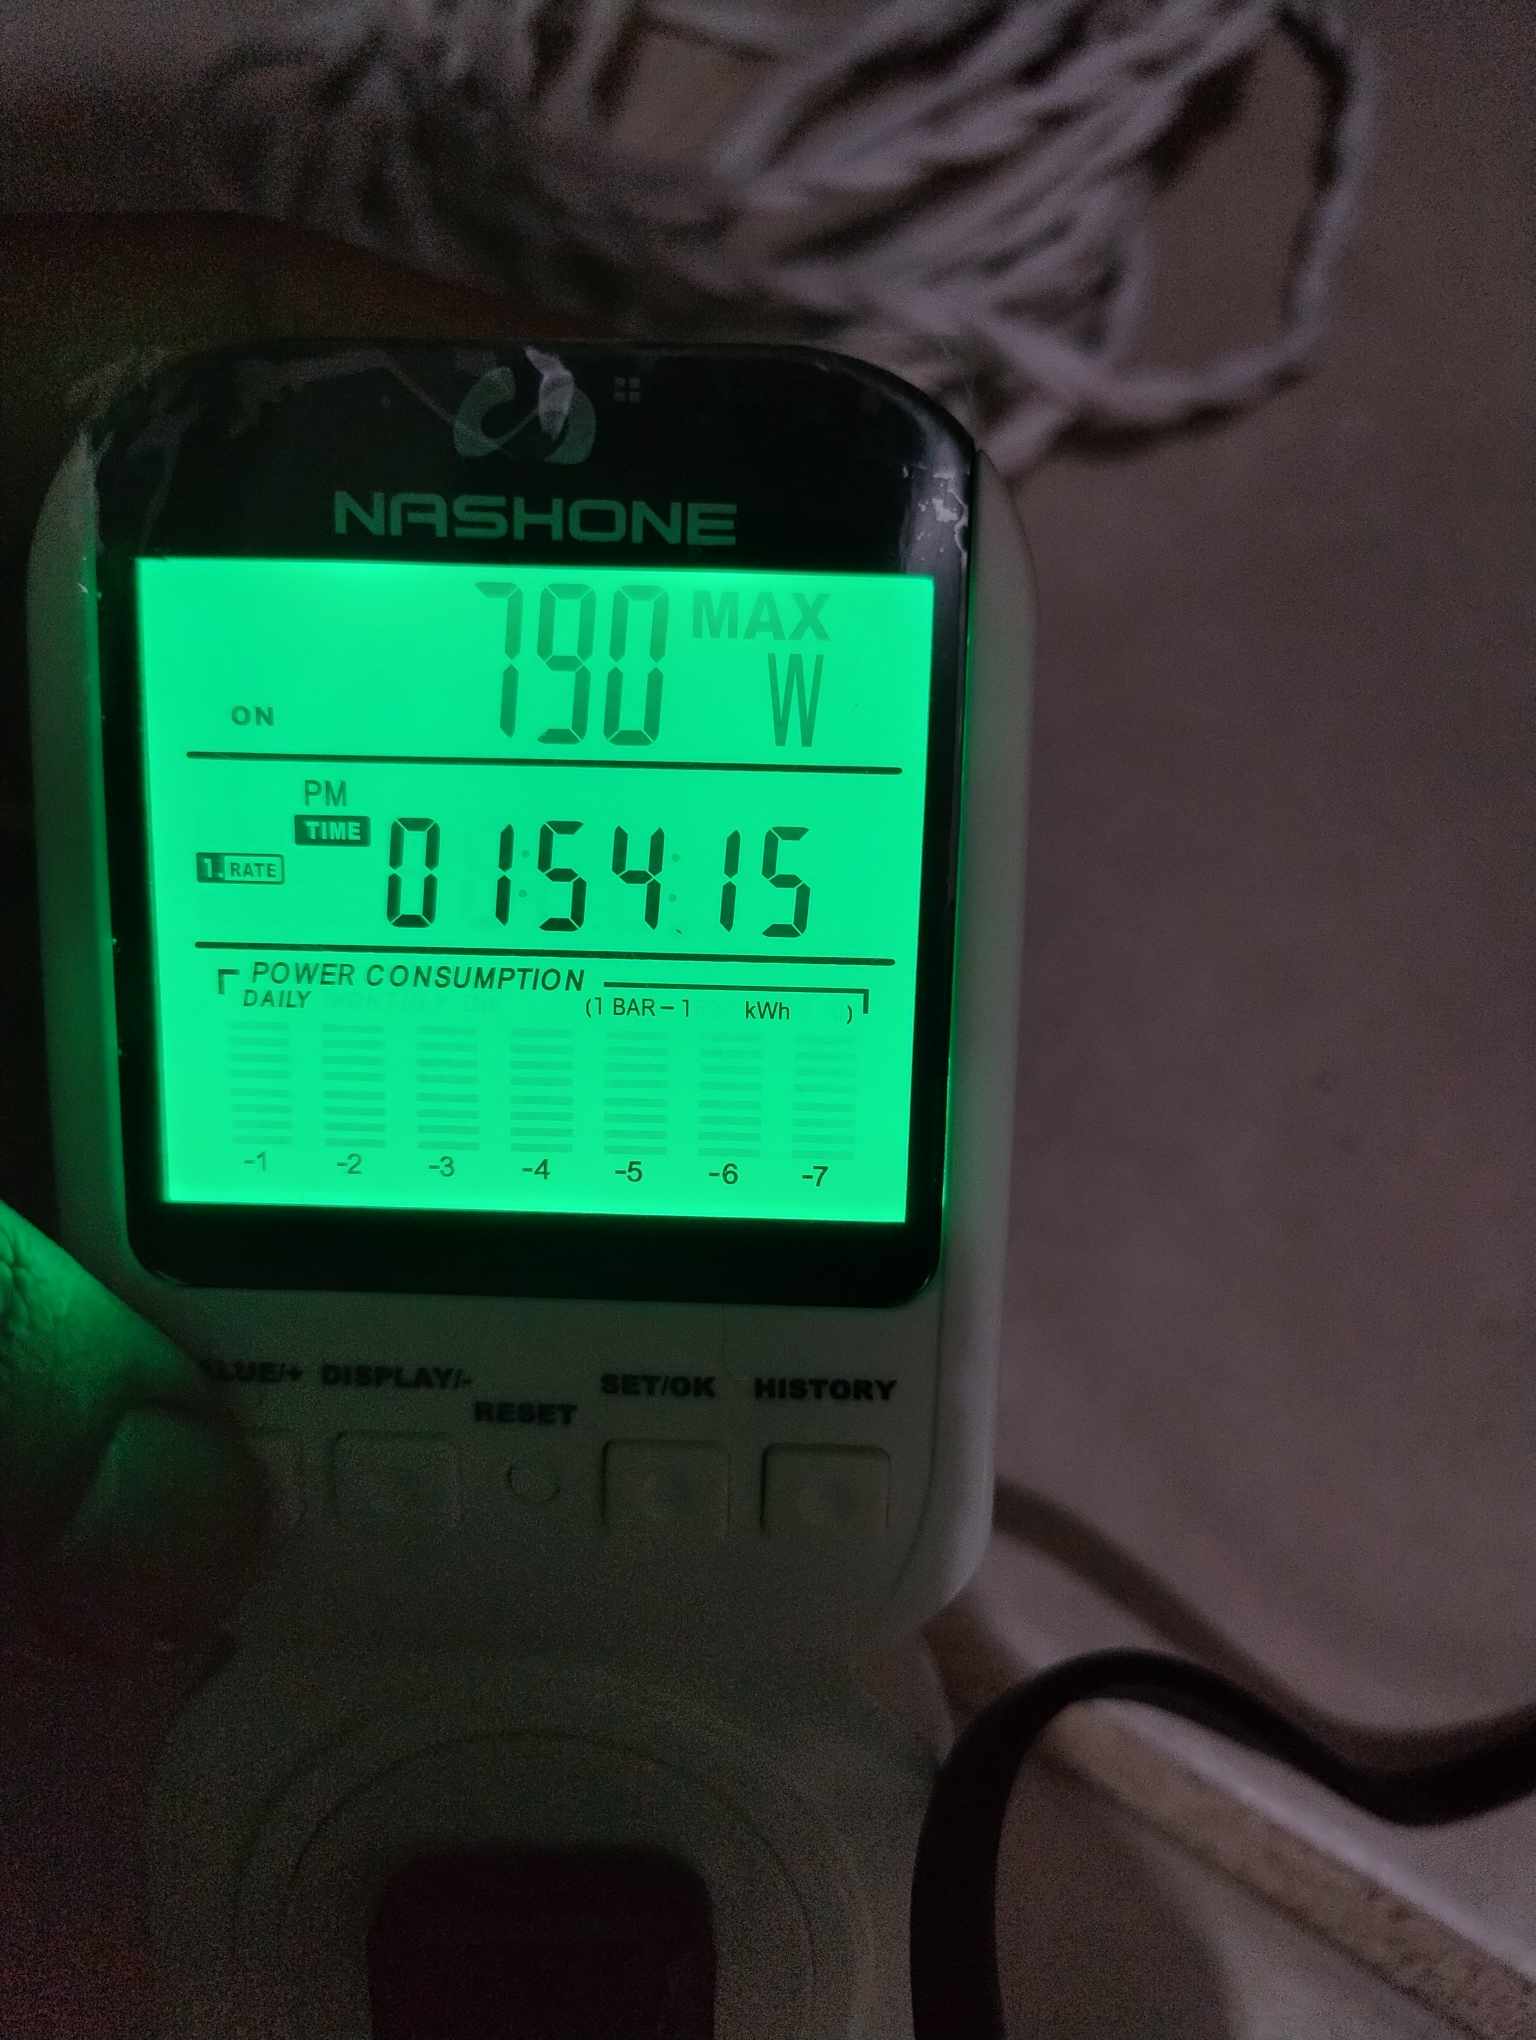 NASHONE
790 MAX
W
ON
PM
TIME
1. RATE
01:54:15
POWER CONSUMPTION
DAILY (1 BAR – 1 kWh )
-1 -2 -3 -4 -5 -6 -7
DISPLAY/- SET/OK HISTORY
RESET